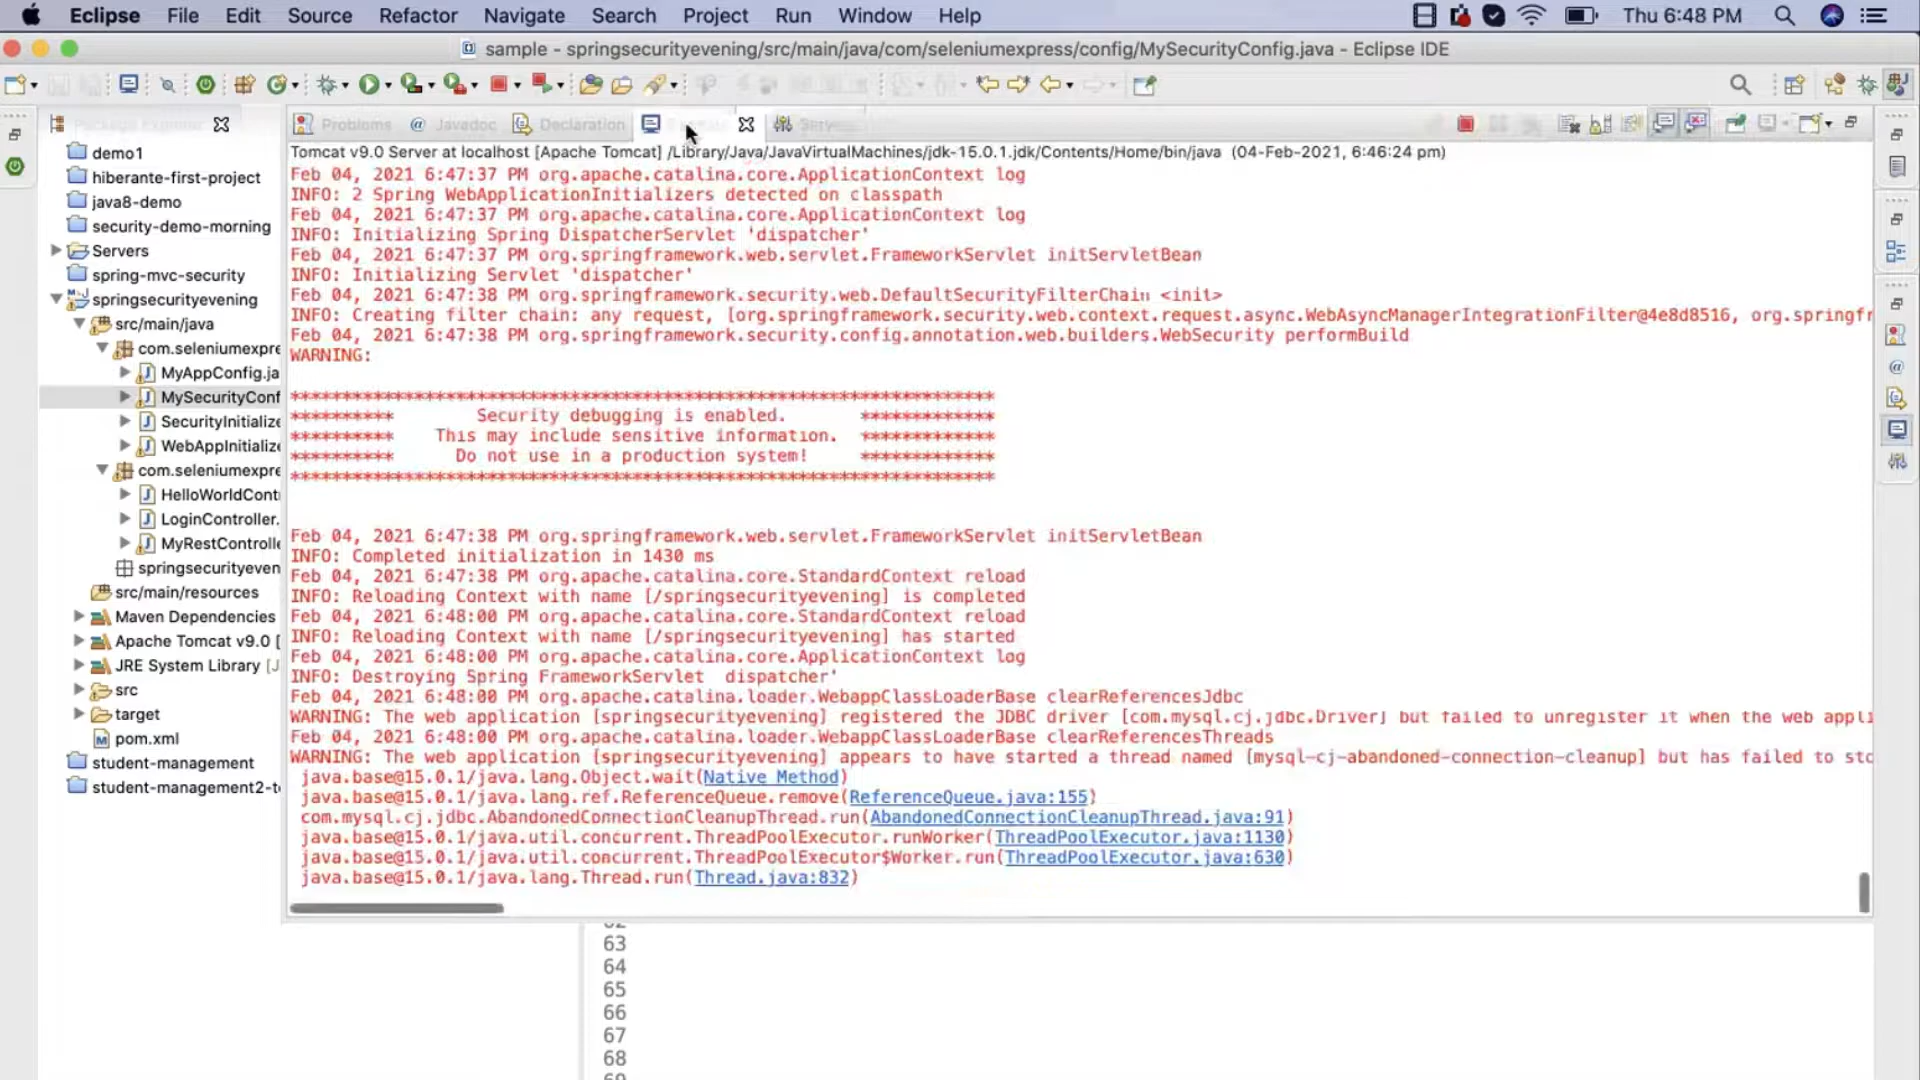 Eclipse File Edit Source Refactor Navigate Search Project Run Window Help Thu 6:48 PM
sample - springsecurityevening/src/main/java/com/seleniumexpress/config/MySecurityConfig.java - Eclipse IDE
Problems @ Javadoc Declaration
Tomcat v9.0 Server at localhost [Apache Tomcat] /Library/Java/JavaVirtualMachines/jdk-15.0.1.jdk/Contents/Home/bin/java (04-Feb-2021, 6:46:24 pm)
demo1
hiberante-first-project
java8-demo
security-demo-morning
Servers
spring-mvc-security
springsecurityevening
src/main/java
com.seleniumexpre
MyAppConfig.ja
MySecurityConf
SecurityInitialize
WebAppInitialize
com.seleniumexpre
HelloWorldCont
LoginController.
MyRestControlle
springsecurityeven
src/main/resources
Maven Dependencies
Apache Tomcat v9.0 [
JRE System Library [J
src
target
pom.xml
student-management
student-management2-t
Feb 04, 2021 6:47:37 PM org.apache.catalina.core.ApplicationContext log
INFO: 2 Spring WebApplicationInitializers detected on classpath
Feb 04, 2021 6:47:37 PM org.apache.catalina.core.ApplicationContext log
INFO: Initializing Spring DispatcherServlet 'dispatcher'
Feb 04, 2021 6:47:37 PM org.springframework.web.servlet.FrameworkServlet initServletBean
INFO: Initializing Servlet 'dispatcher'
Feb 04, 2021 6:47:38 PM org.springframework.security.web.DefaultSecurityFilterChain <init>
INFO: Creating filter chain: any request, [org.springframework.security.web.context.request.async.WebAsyncManagerIntegrationFilter@4e8d8516, org.springfr
Feb 04, 2021 6:47:38 PM org.springframework.security.config.annotation.web.builders.WebSecurity performBuild
WARNING:
********************************************************************
********** Security debugging is enabled. *************
********** This may include sensitive information. *************
********** Do not use in a production system! *************
********************************************************************
Feb 04, 2021 6:47:38 PM org.springframework.web.servlet.FrameworkServlet initServletBean
INFO: Completed initialization in 1430 ms
Feb 04, 2021 6:47:38 PM org.apache.catalina.core.StandardContext reload
INFO: Reloading Context with name [/springsecurityevening] is completed
Feb 04, 2021 6:48:00 PM org.apache.catalina.core.StandardContext reload
INFO: Reloading Context with name [/springsecurityevening] has started
Feb 04, 2021 6:48:00 PM org.apache.catalina.core.ApplicationContext log
INFO: Destroying Spring FrameworkServlet dispatcher'
Feb 04, 2021 6:48:00 PM org.apache.catalina.loader.WebappClassLoaderBase clearReferencesJdbc
WARNING: The web application [springsecurityevening] registered the JDBC driver [com.mysql.cj.jdbc.Driver] but failed to unregister it when the web appli
Feb 04, 2021 6:48:00 PM org.apache.catalina.loader.WebappClassLoaderBase clearReferencesThreads
WARNING: The web application [springsecurityevening] appears to have started a thread named [mysql-cj-abandoned-connection-cleanup] but has failed to sto
java.base@15.0.1/java.lang.Object.wait(Native Method)
java.base@15.0.1/java.lang.ref.ReferenceQueue.remove(ReferenceQueue.java:155)
com.mysql.cj.jdbc.AbandonedConnectionCleanupThread.run(AbandonedConnectionCleanupThread.java:91)
java.base@15.0.1/java.util.concurrent.ThreadPoolExecutor.runWorker(ThreadPoolExecutor.java:1130)
java.base@15.0.1/java.util.concurrent.ThreadPoolExecutor$Worker.run(ThreadPoolExecutor.java:630)
java.base@15.0.1/java.lang.Thread.run(Thread.java:832)
63
64
65
66
67
68